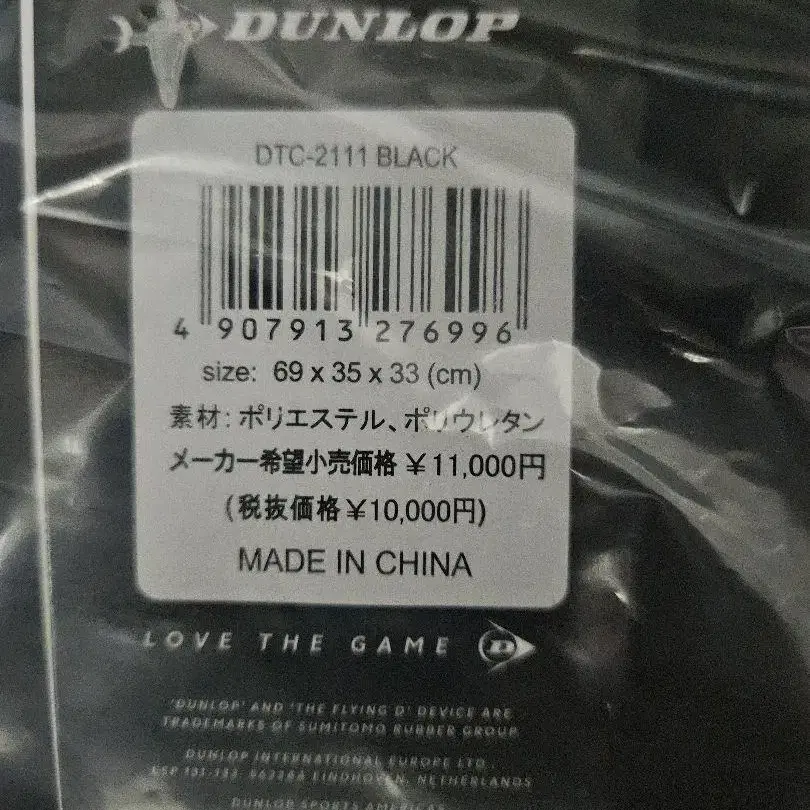 DUNLOP
DTC-2111 BLACK
4 907913 276996
size: 69 x 35 x 33 (cm)
素材: ポリエステル、ポリウレタン
メーカー希望小売価格 ¥11,000円
(税抜価格 ¥10,000円)
MADE IN CHINA
LOVE THE GAME D
'DUNLOP' AND 'THE FLYING D' DEVICE ARE
TRADEMARKS OF SUMITOMO RUBBER GROUP
DUNLOP INTERNATIONAL EUROPE LTD.
EINDHOVEN, NETHERLANDS
DUNLOP SPORTS AMERICAS